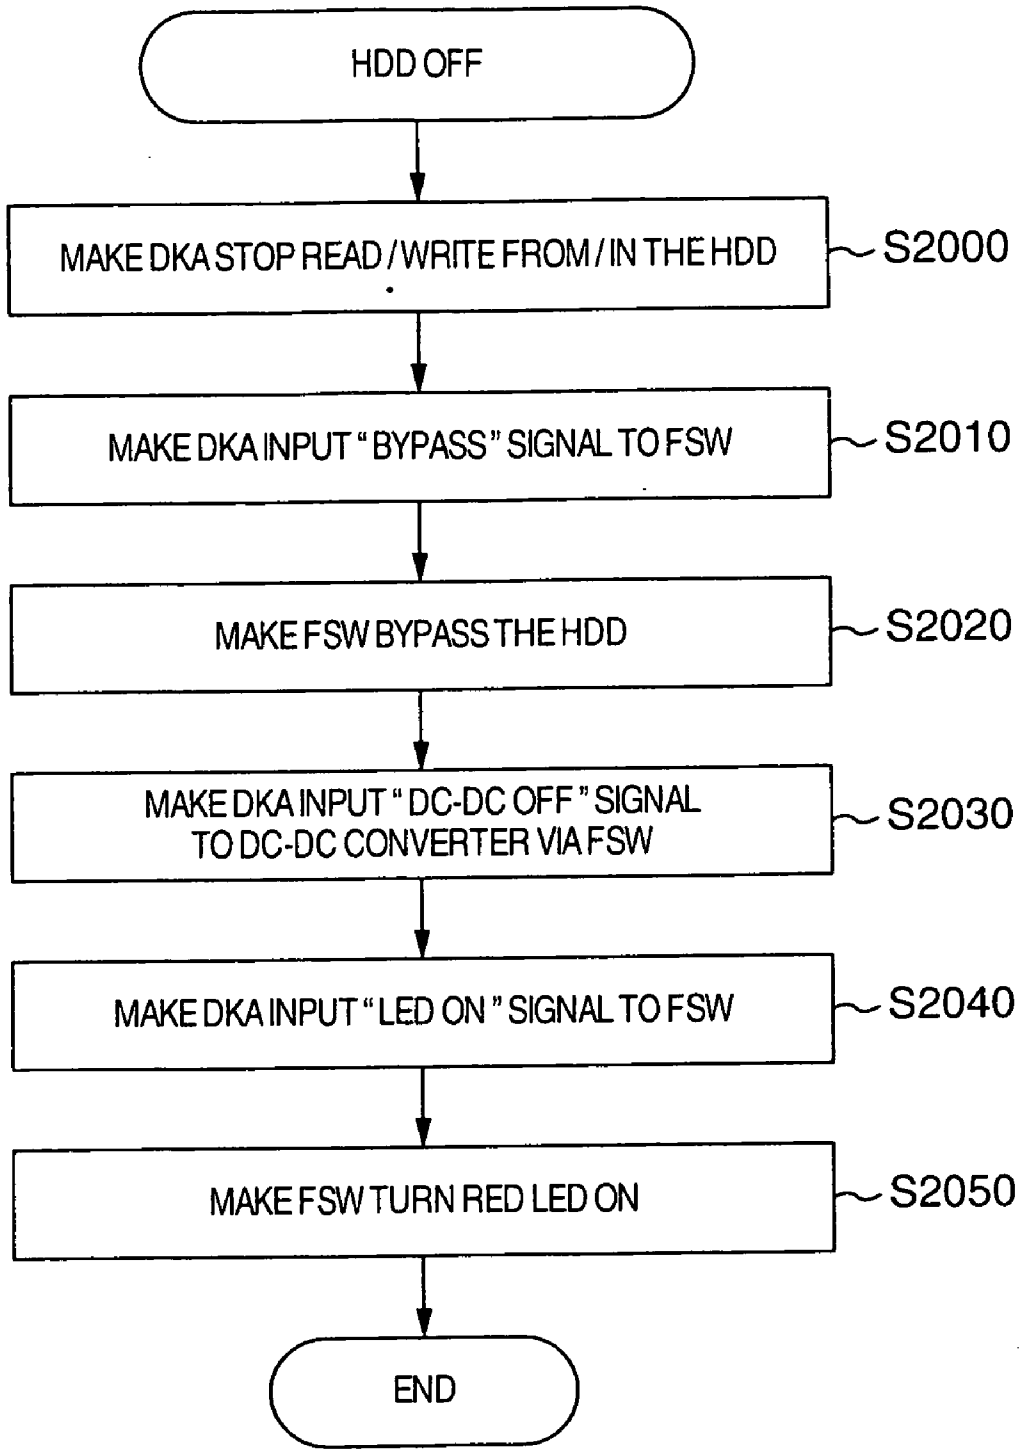 HDD OFF
MAKE DKA STOP READ / WRITE FROM / IN THE HDD
S2000
MAKE DKA INPUT “BYPASS” SIGNAL TO FSW
S2010
MAKE FSW BYPASS THE HDD
S2020
MAKE DKA INPUT “DC-DC OFF” SIGNAL
TO DC-DC CONVERTER VIA FSW
S2030
MAKE DKA INPUT “LED ON” SIGNAL TO FSW
S2040
MAKE FSW TURN RED LED ON
S2050
END